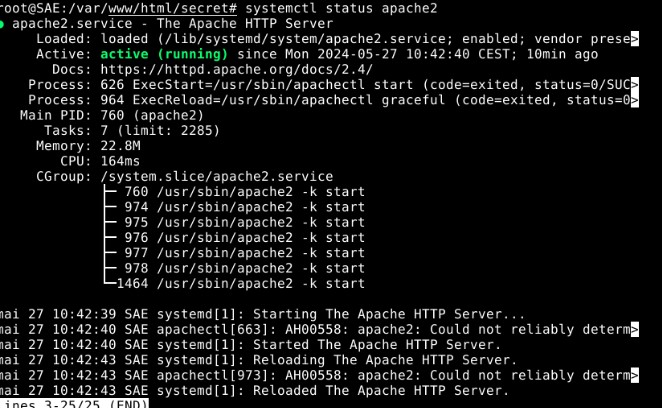 root@SAE:/var/www/html/secret# systemctl status apache2
● apache2.service - The Apache HTTP Server
Loaded: loaded (/lib/systemd/system/apache2.service; enabled; vendor prese>
Active: active (running) since Mon 2024-05-27 10:42:40 CEST; 10min ago
Docs: https://httpd.apache.org/docs/2.4/
Process: 626 ExecStart=/usr/sbin/apachectl start (code=exited, status=0/SUC>
Process: 964 ExecReload=/usr/sbin/apachectl graceful (code=exited, status=0>
Main PID: 760 (apache2)
Tasks: 7 (limit: 2285)
Memory: 22.8M
CPU: 164ms
CGroup: /system.slice/apache2.service
├─ 760 /usr/sbin/apache2 -k start
├─ 974 /usr/sbin/apache2 -k start
├─ 975 /usr/sbin/apache2 -k start
├─ 976 /usr/sbin/apache2 -k start
├─ 977 /usr/sbin/apache2 -k start
├─ 978 /usr/sbin/apache2 -k start
└─1464 /usr/sbin/apache2 -k start
mai 27 10:42:39 SAE systemd[1]: Starting The Apache HTTP Server...
mai 27 10:42:40 SAE apachectl[663]: AH00558: apache2: Could not reliably determ>
mai 27 10:42:40 SAE systemd[1]: Started The Apache HTTP Server.
mai 27 10:42:43 SAE systemd[1]: Reloading The Apache HTTP Server.
mai 27 10:42:43 SAE apachectl[973]: AH00558: apache2: Could not reliably determ>
mai 27 10:42:43 SAE systemd[1]: Reloaded The Apache HTTP Server.
lines 3-25/25 (END)